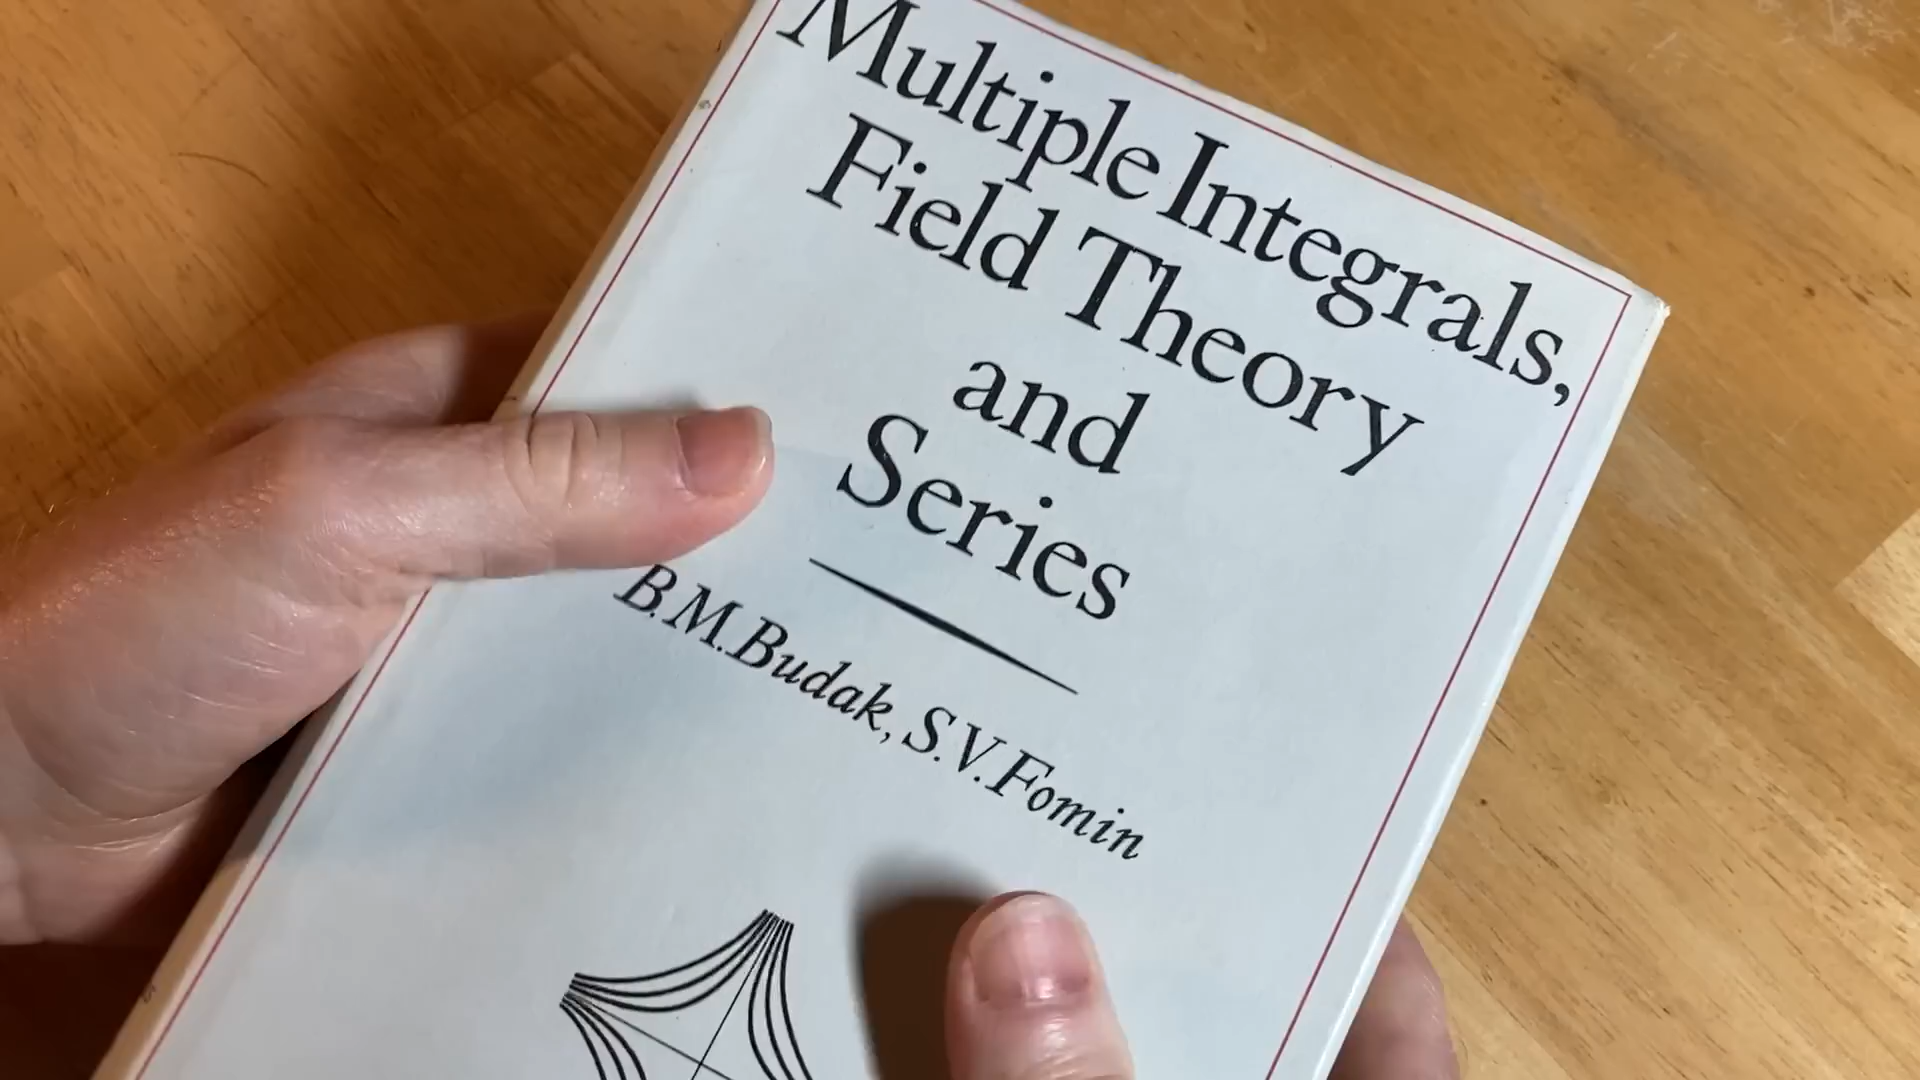 Multiple Integrals,
Field Theory
and
Series
B.M.Budak, S.V.Fomin